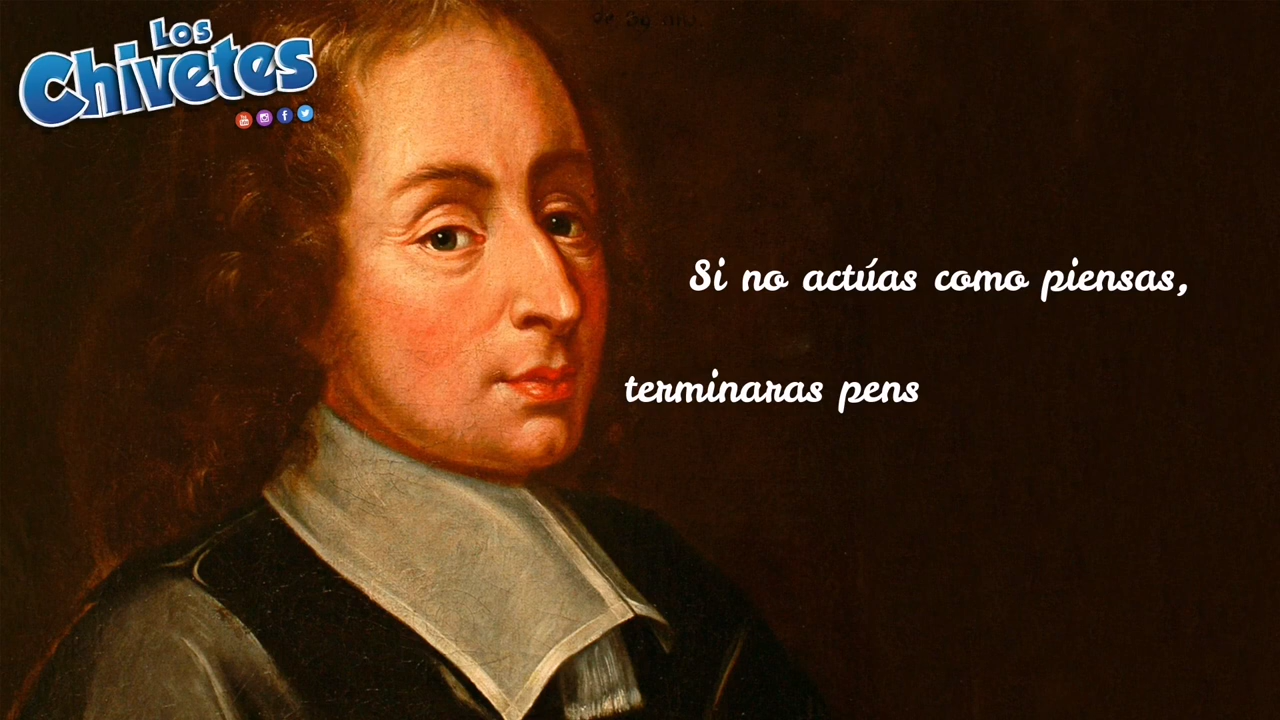 Los
Chivetes
Si no actúas como piensas,
terminaras pens